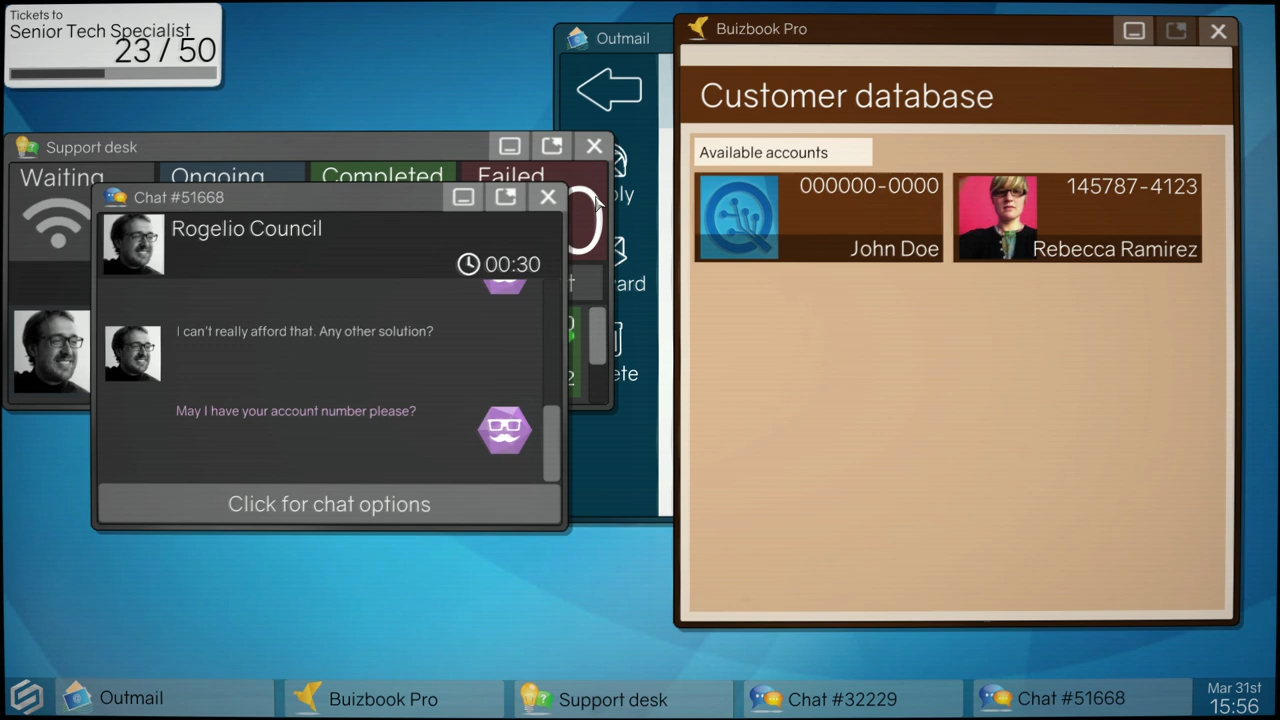 Tickets to
Senior Tech Specialist
23 / 50
Outmail
Buizbook Pro
Customer database
Available accounts
000000-0000
John Doe
145787-4123
Rebecca Ramirez
Support desk
Waiting
Ongoing
Completed
Failed
Chat #51668
Rogelio Council
00:30
I can't really afford that. Any other solution?
May I have your account number please?
Click for chat options
Outmail
Buizbook Pro
Support desk
Chat #32229
Chat #51668
Mar 31st
15:56